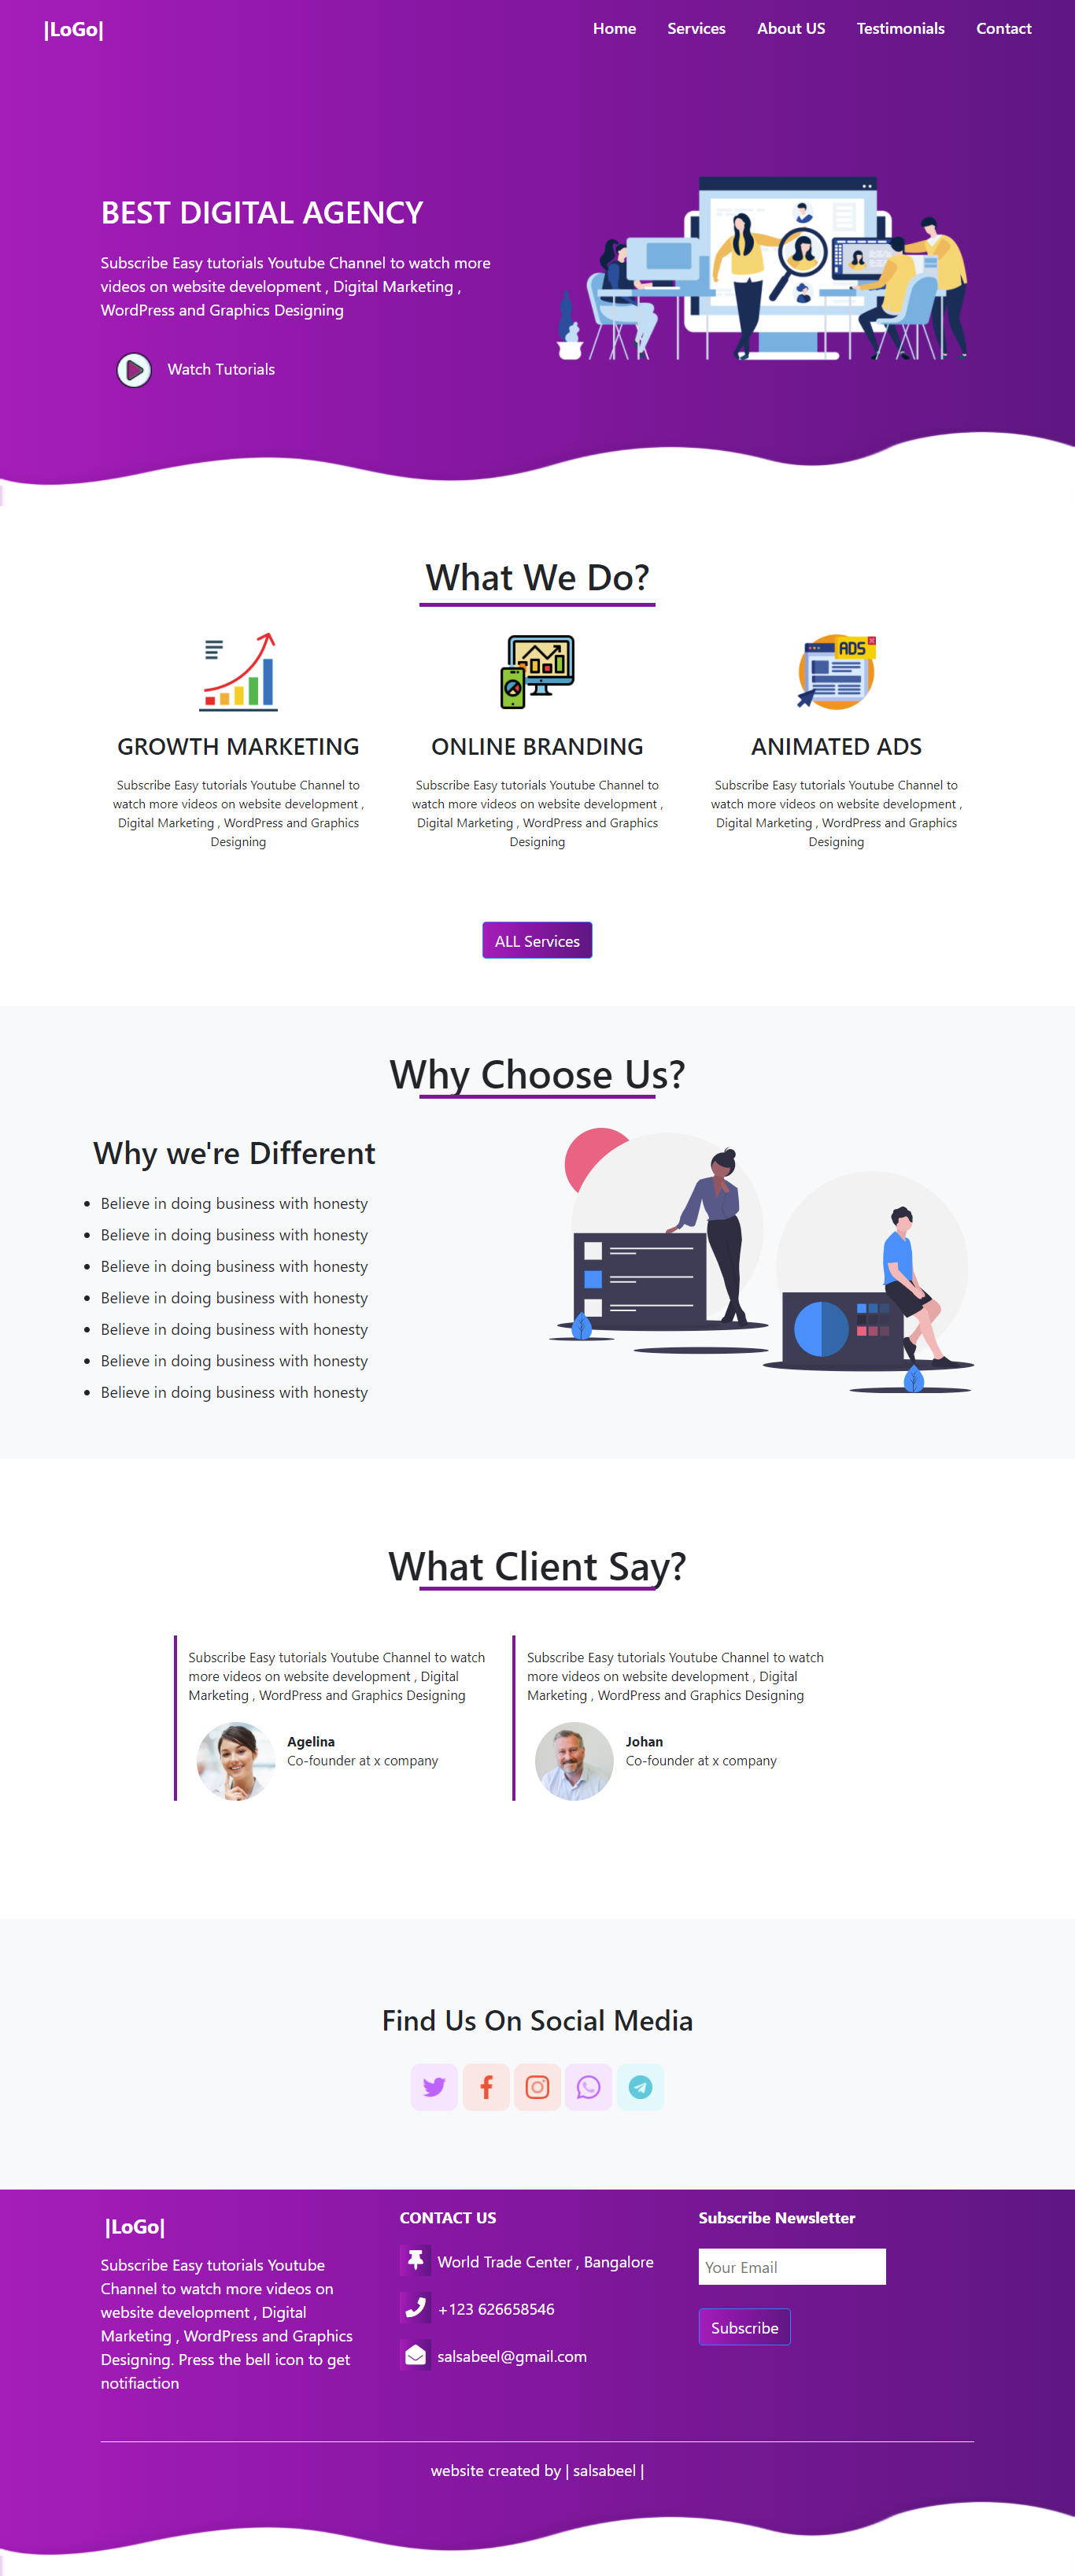 |LoGo|
Home Services About US Testimonials Contact
BEST DIGITAL AGENCY
Subscribe Easy tutorials Youtube Channel to watch more
videos on website development , Digital Marketing ,
WordPress and Graphics Designing
Watch Tutorials
What We Do?
ADS
GROWTH MARKETING
Subscribe Easy tutorials Youtube Channel to
watch more videos on website development ,
Digital Marketing , WordPress and Graphics
Designing
ONLINE BRANDING
Subscribe Easy tutorials Youtube Channel to
watch more videos on website development ,
Digital Marketing , WordPress and Graphics
Designing
ANIMATED ADS
Subscribe Easy tutorials Youtube Channel to
watch more videos on website development ,
Digital Marketing , WordPress and Graphics
Designing
ALL Services
Why Choose Us?
Why we're Different
Believe in doing business with honesty
Believe in doing business with honesty
Believe in doing business with honesty
Believe in doing business with honesty
Believe in doing business with honesty
Believe in doing business with honesty
Believe in doing business with honesty
What Client Say?
Subscribe Easy tutorials Youtube Channel to watch
more videos on website development , Digital
Marketing , WordPress and Graphics Designing
Agelina
Co-founder at x company
Subscribe Easy tutorials Youtube Channel to watch
more videos on website development , Digital
Marketing , WordPress and Graphics Designing
Johan
Co-founder at x company
Find Us On Social Media
|LoGo|
Subscribe Easy tutorials Youtube
Channel to watch more videos on
website development , Digital
Marketing , WordPress and Graphics
Designing. Press the bell icon to get
notifiaction
CONTACT US
World Trade Center , Bangalore
+123 626658546
salsabeel@gmail.com
Subscribe Newsletter
Your Email
Subscribe
website created by | salsabeel |